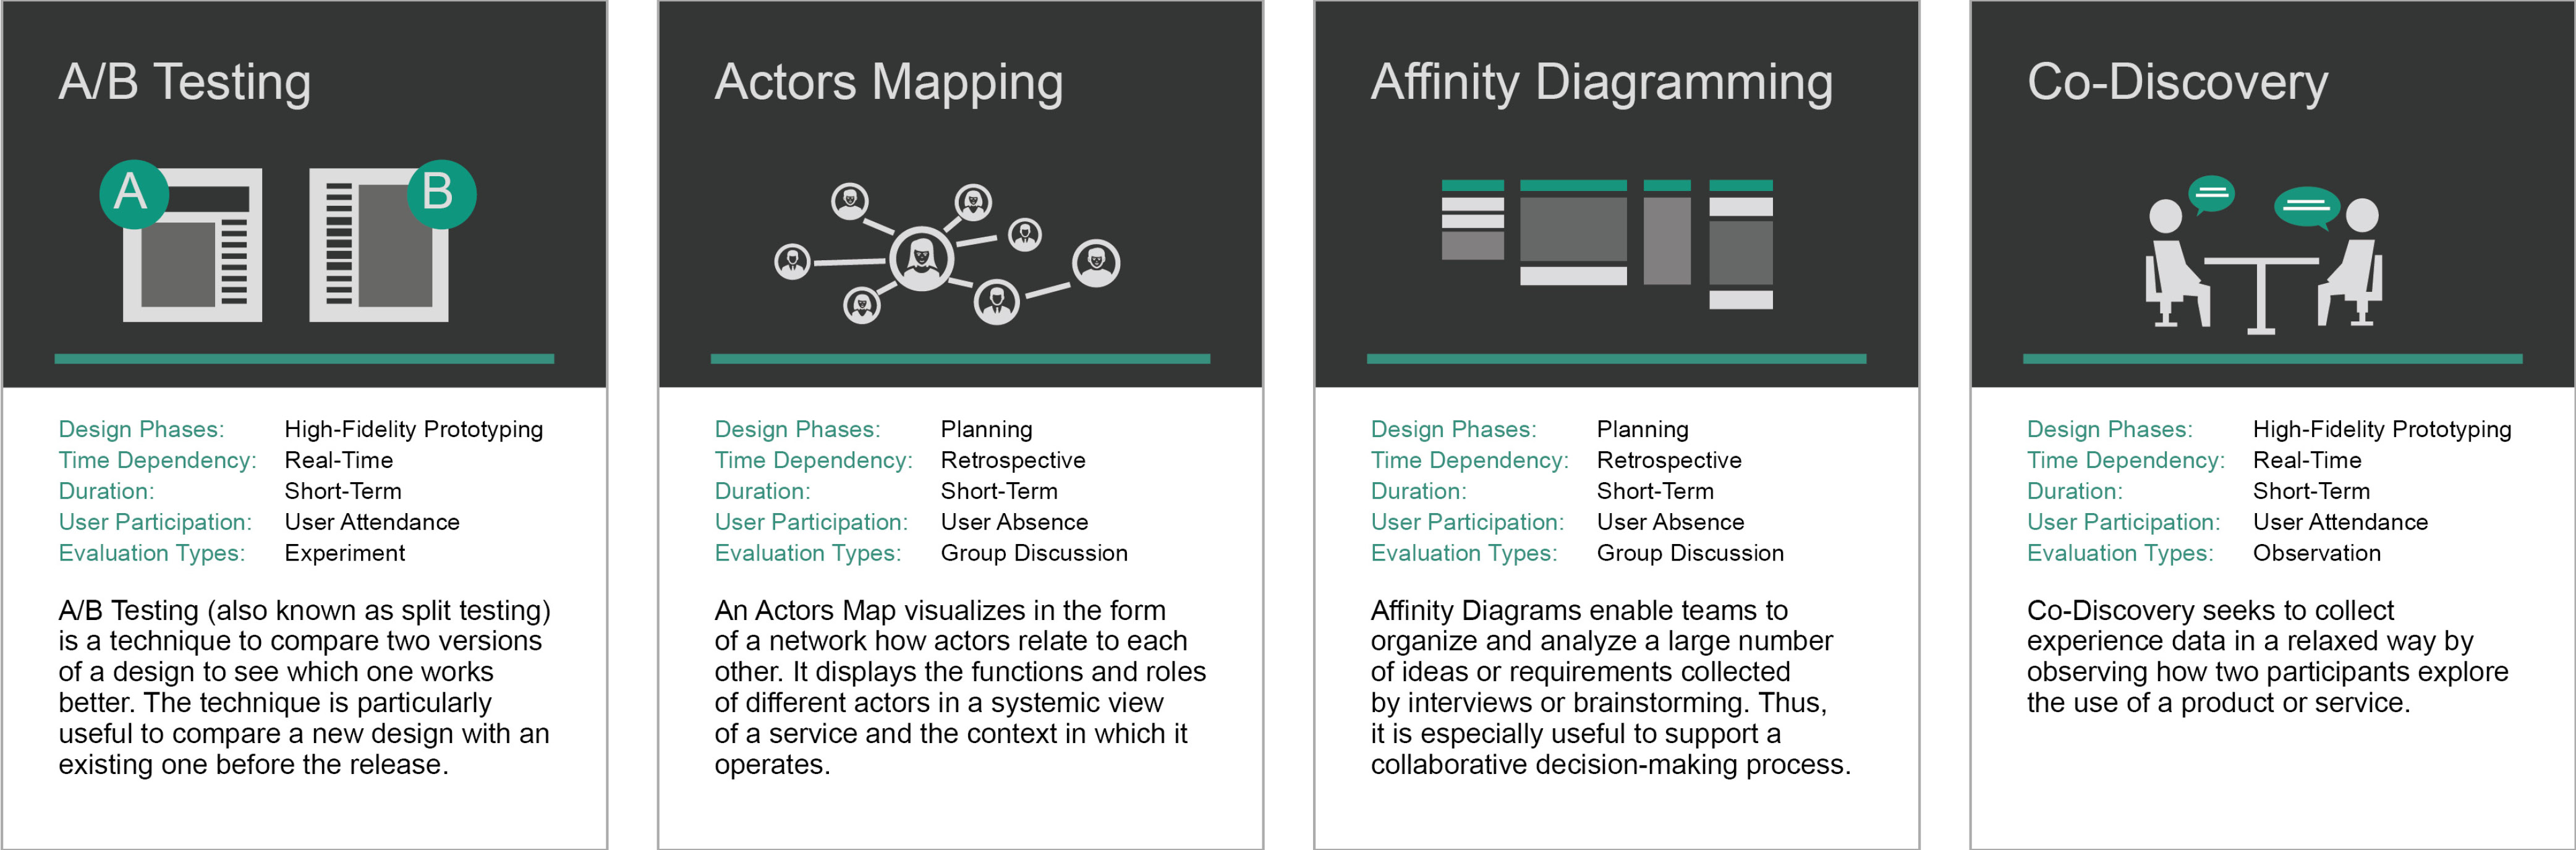 A/B Testing
A
B
Design Phases: High-Fidelity Prototyping
Time Dependency: Real-Time
Duration: Short-Term
User Participation: User Attendance
Evaluation Types: Experiment
A/B Testing (also known as split testing)
is a technique to compare two versions
of a design to see which one works
better. The technique is particularly
useful to compare a new design with an
existing one before the release.
Actors Mapping
Design Phases: Planning
Time Dependency: Retrospective
Duration: Short-Term
User Participation: User Absence
Evaluation Types: Group Discussion
An Actors Map visualizes in the form
of a network how actors relate to each
other. It displays the functions and roles
of different actors in a systemic view
of a service and the context in which it
operates.
Affinity Diagramming
Design Phases: Planning
Time Dependency: Retrospective
Duration: Short-Term
User Participation: User Absence
Evaluation Types: Group Discussion
Affinity Diagrams enable teams to
organize and analyze a large number
of ideas or requirements collected
by interviews or brainstorming. Thus,
it is especially useful to support a
collaborative decision-making process.
Co-Discovery
Design Phases: High-Fidelity Prototyping
Time Dependency: Real-Time
Duration: Short-Term
User Participation: User Attendance
Evaluation Types: Observation
Co-Discovery seeks to collect
experience data in a relaxed way by
observing how two participants explore
the use of a product or service.